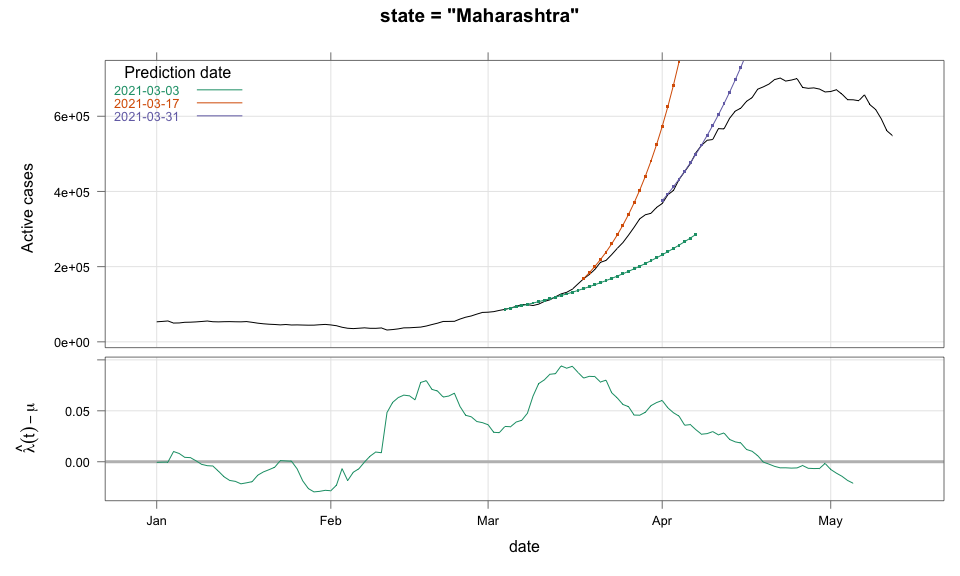 state = "Maharashtra"
Prediction date
2021-03-03
2021-03-17
2021-03-31
Active cases
6e+05
4e+05
2e+05
0e+00
λ̂(t) − μ
0.05
0.00
Jan Feb Mar Apr May
date